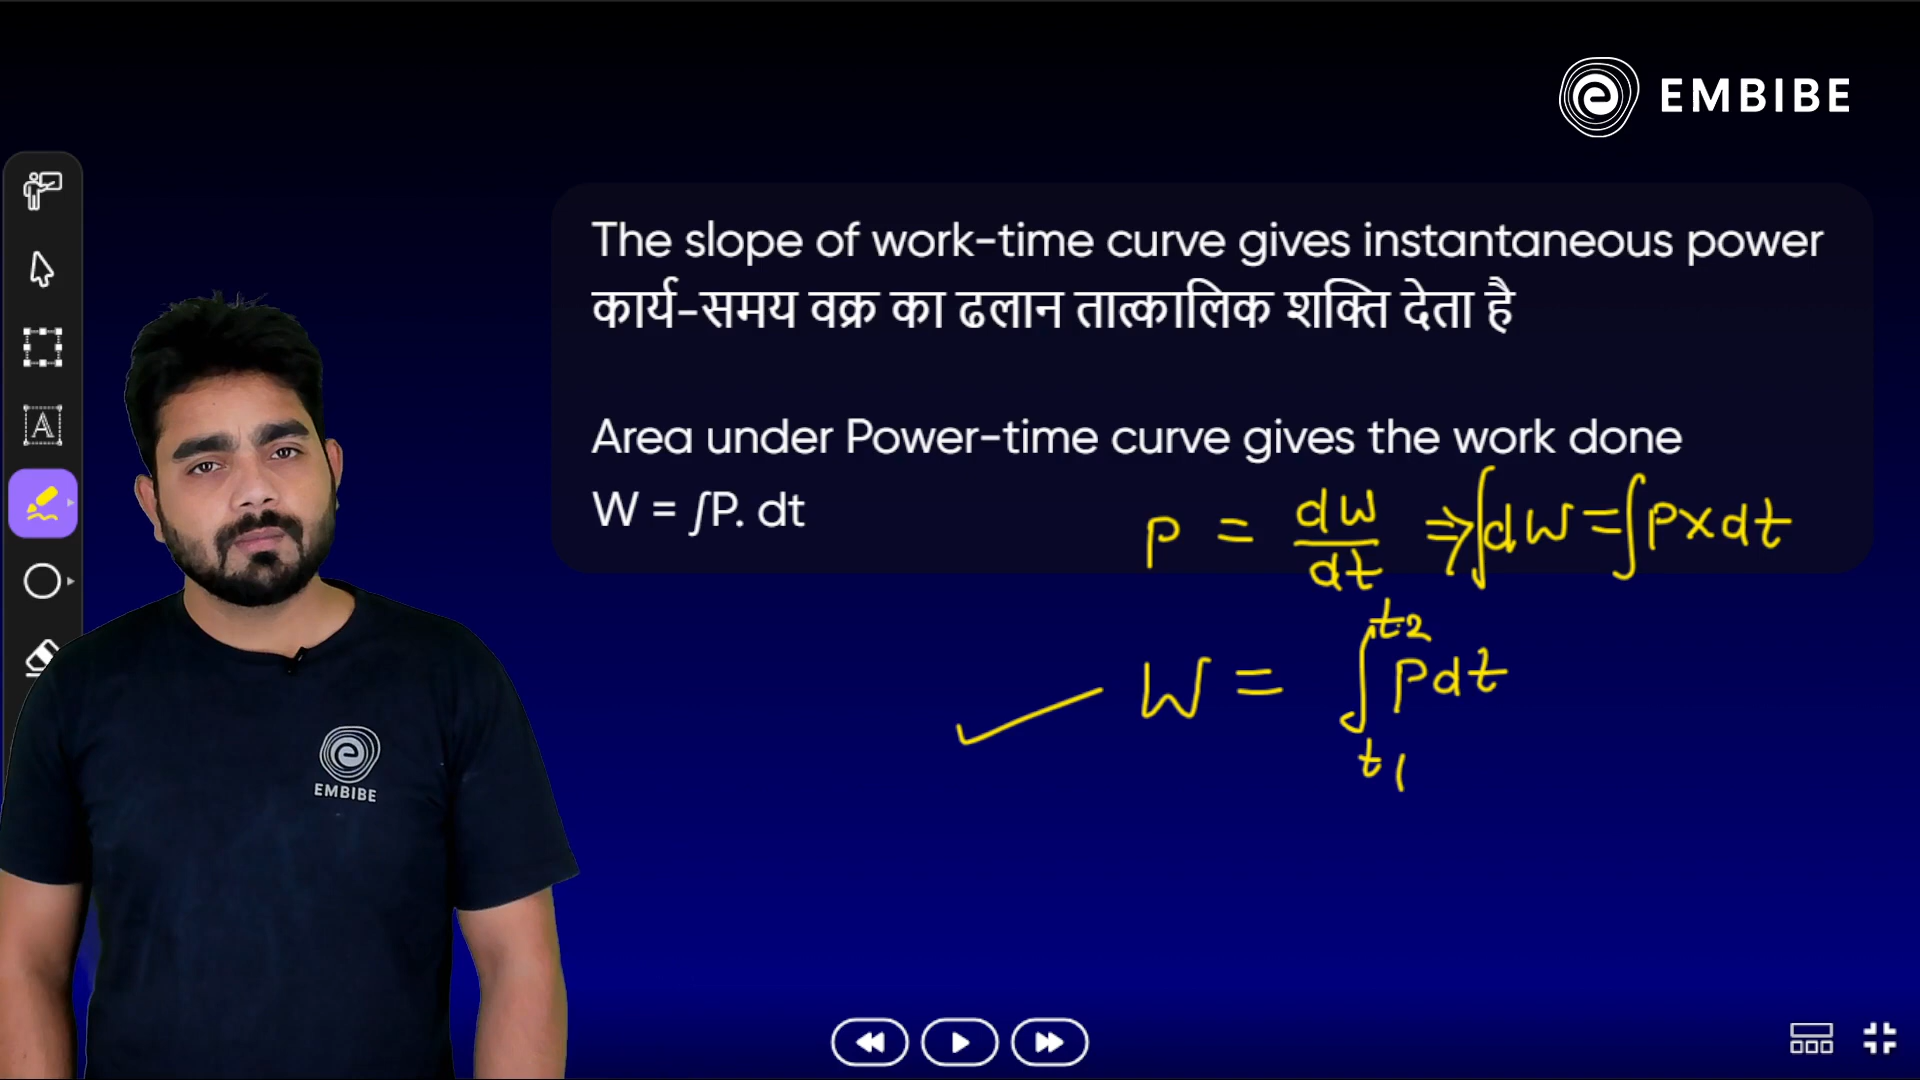 EMBIBE
The slope of work-time curve gives instantaneous power
कार्य-समय वक्र का ढलान तात्कालिक शक्ति देता है
Area under Power-time curve gives the work done
W = ∫P. dt
P = dW/dt ⇒ ∫dW = ∫P×dt
W = ∫ t2 t1 Pdt
EMBIBE